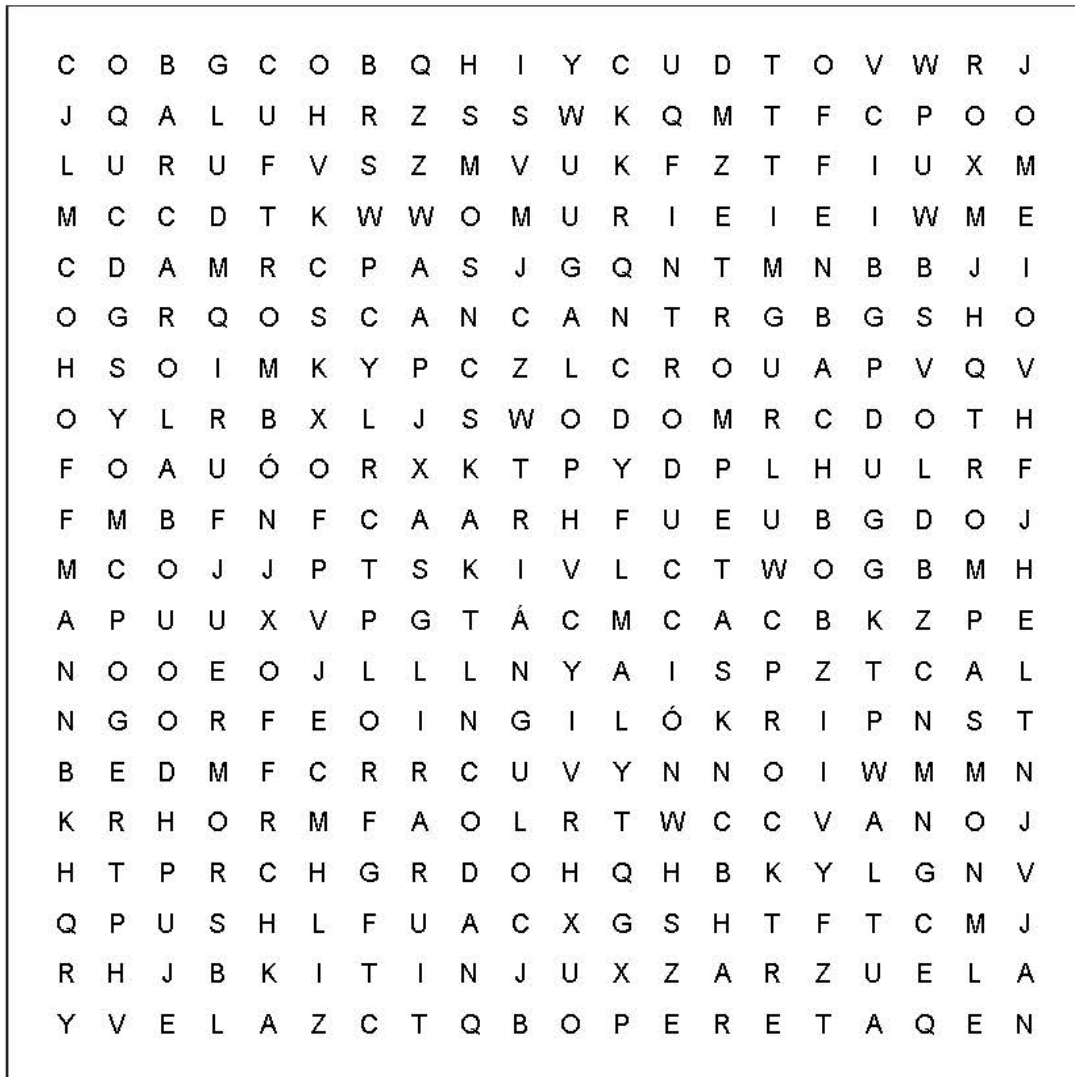 C O B G C O B Q H I Y C U D T O V W R J
J Q A L U H R Z S S W K Q M T F C P O O
L U R U F V S Z M V U K F Z T F I U X M
M C C D T K W W O M U R I E I E I W M E
C D A M R C P A S J G Q N T M N B B J I
O G R Q O S C A N C A N T R G B G S H O
H S O I M K Y P C Z L C R O U A P V Q V
O Y L R B X L J S W O D O M R C D O T H
F O A U Ó O R X K T P Y D P L H U L R F
F M B F N F C A A R H F U E U B G D O J
M C O J J P T S K I V L C T W O G B M H
A P U U X V P G T Á C M C A C B K Z P E
N O O E O J L L L N Y A I S P Z T C A L
N G O R F E O I N G I L Ó K R I P N S T
B E D M F C R R C U V Y N N O I W M M N
K R H O R M F A O L R T W C C V A N O J
H T P R C H G R D O H Q H B K Y L G N V
Q P U S H L F U A C X G S H T F T C M J
R H J B K I T I N J U X Z A R Z U E L A
Y V E L A Z C T Q B O P E R E T A Q E N